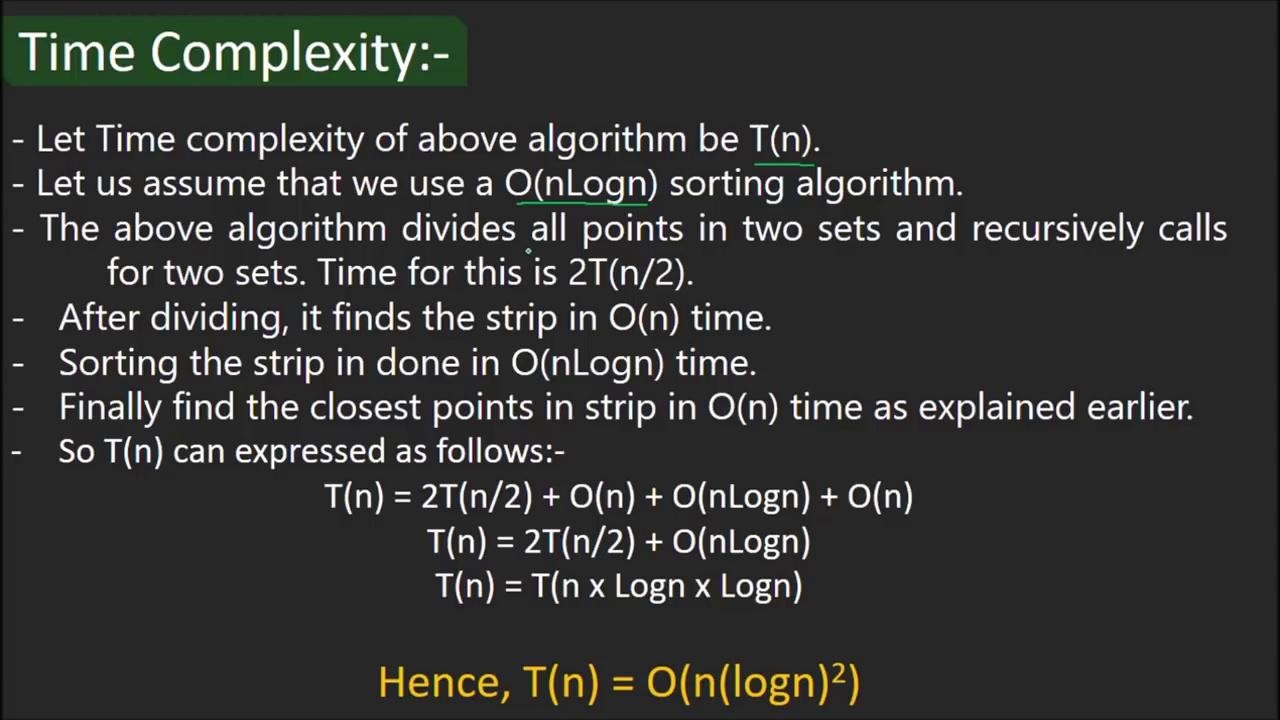 Time Complexity:-
- Let Time complexity of above algorithm be T(n).
- Let us assume that we use a O(nLogn) sorting algorithm.
- The above algorithm divides all points in two sets and recursively calls
for two sets. Time for this is 2T(n/2).
- After dividing, it finds the strip in O(n) time.
- Sorting the strip in done in O(nLogn) time.
- Finally find the closest points in strip in O(n) time as explained earlier.
- So T(n) can expressed as follows:-
T(n) = 2T(n/2) + O(n) + O(nLogn) + O(n)
T(n) = 2T(n/2) + O(nLogn)
T(n) = T(n x Logn x Logn)
Hence, T(n) = O(n(logn)²)